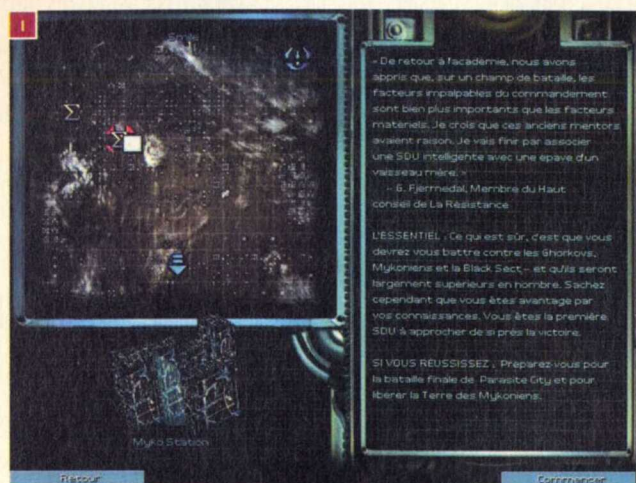 1
« De retour à l'académie, nous avons
appris que, sur un champ de bataille, les
facteurs impalpables du commandement
sont bien plus importants que les facteurs
matériels. Je crois que ces anciens mentors
avaient raison. Je vais finir par associer
une SDU intelligente avec une épave d'un
vaisseau mère. »
- G. Fjermedal, Membre du Haut
conseil de La Résistance
L'ESSENTIEL : Ce qui est sûr, c'est que vous
devrez vous battre contre les Ghorkovs,
Mykoniens et la Black Sect - et qu'ils seront
largement supérieurs en nombre. Sachez
cependant que vous êtes avantagé par
vos connaissances. Vous êtes la première
SDU à approcher de si près la victoire.
SI VOUS RÉUSSISSEZ : Préparez vous pour
la bataille finale de Parasite City et pour
libérer la Terre des Mykoniens.
Myko Station
Retour
Commencer